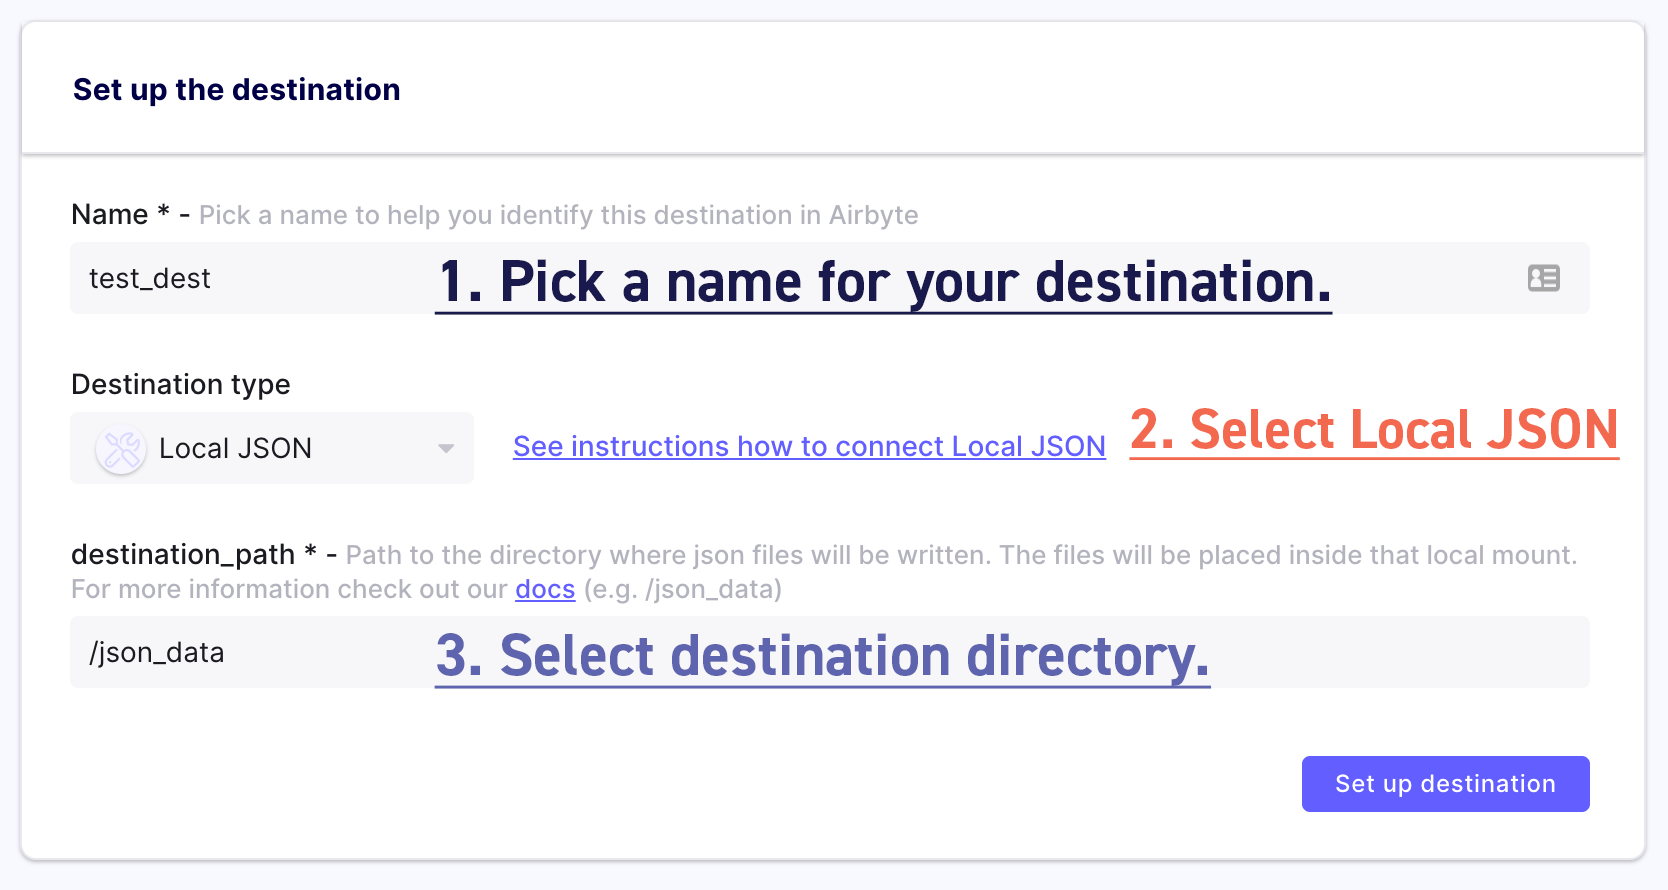 Set up the destination
Name * - Pick a name to help you identify this destination in Airbyte
test_dest 1. Pick a name for your destination.
Destination type
Local JSON See instructions how to connect Local JSON 2. Select Local JSON
destination_path * - Path to the directory where json files will be written. The files will be placed inside that local mount.
For more information check out our docs (e.g. /json_data)
/json_data 3. Select destination directory.
Set up destination